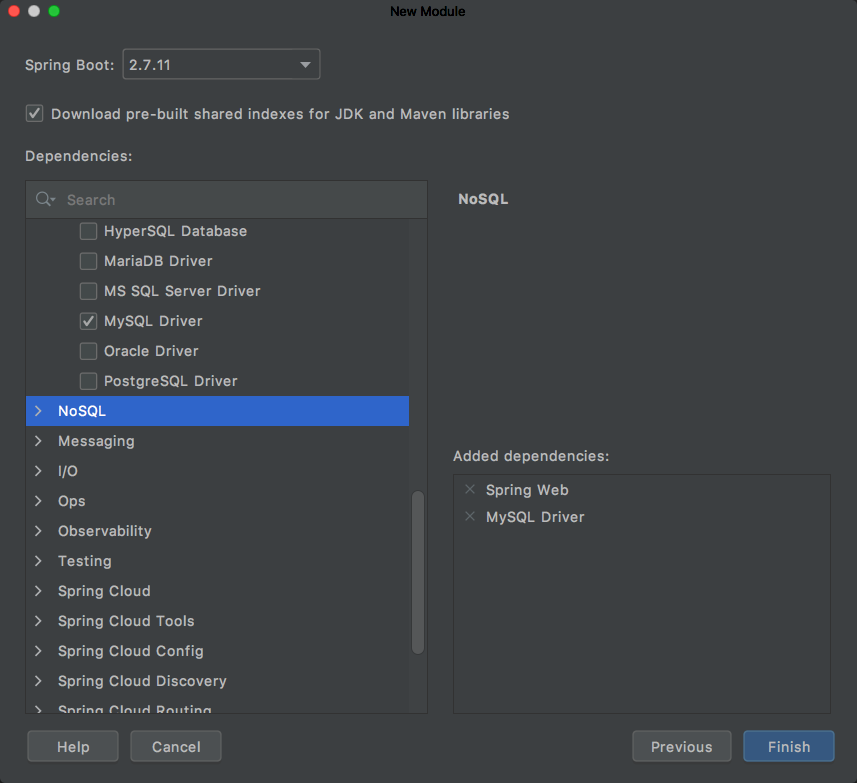 New Module
Spring Boot: 2.7.11
Download pre-built shared indexes for JDK and Maven libraries
Dependencies:
Search
HyperSQL Database
MariaDB Driver
MS SQL Server Driver
MySQL Driver
Oracle Driver
PostgreSQL Driver
NoSQL
Messaging
I/O
Ops
Observability
Testing
Spring Cloud
Spring Cloud Tools
Spring Cloud Config
Spring Cloud Discovery
Spring Cloud Routing
NoSQL
Added dependencies:
Spring Web
MySQL Driver
Help
Cancel
Previous
Finish